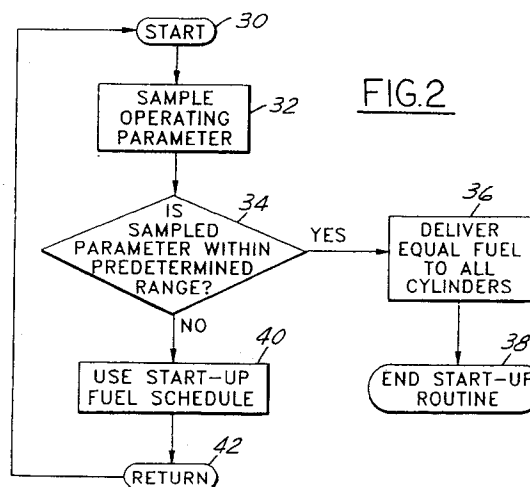 START
30
SAMPLE
OPERATING
PARAMETER
32
FIG.2
IS
SAMPLED
PARAMETER WITHIN
PREDETERMINED
RANGE?
34
YES
36
DELIVER
EQUAL FUEL
TO ALL
CYLINDERS
NO
40
USE START-UP
FUEL SCHEDULE
38
END START-UP
ROUTINE
42
RETURN